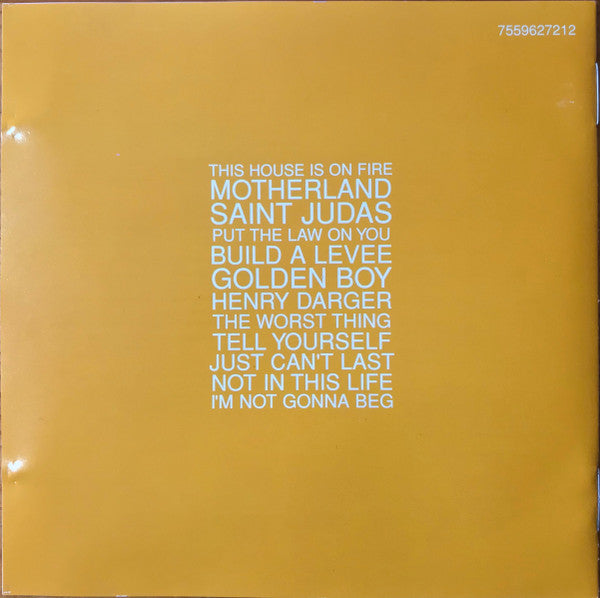 7559627212
THIS HOUSE IS ON FIRE
MOTHERLAND
SAINT JUDAS
PUT THE LAW ON YOU
BUILD A LEVEE
GOLDEN BOY
HENRY DARGER
THE WORST THING
TELL YOURSELF
JUST CAN'T LAST
NOT IN THIS LIFE
I'M NOT GONNA BEG